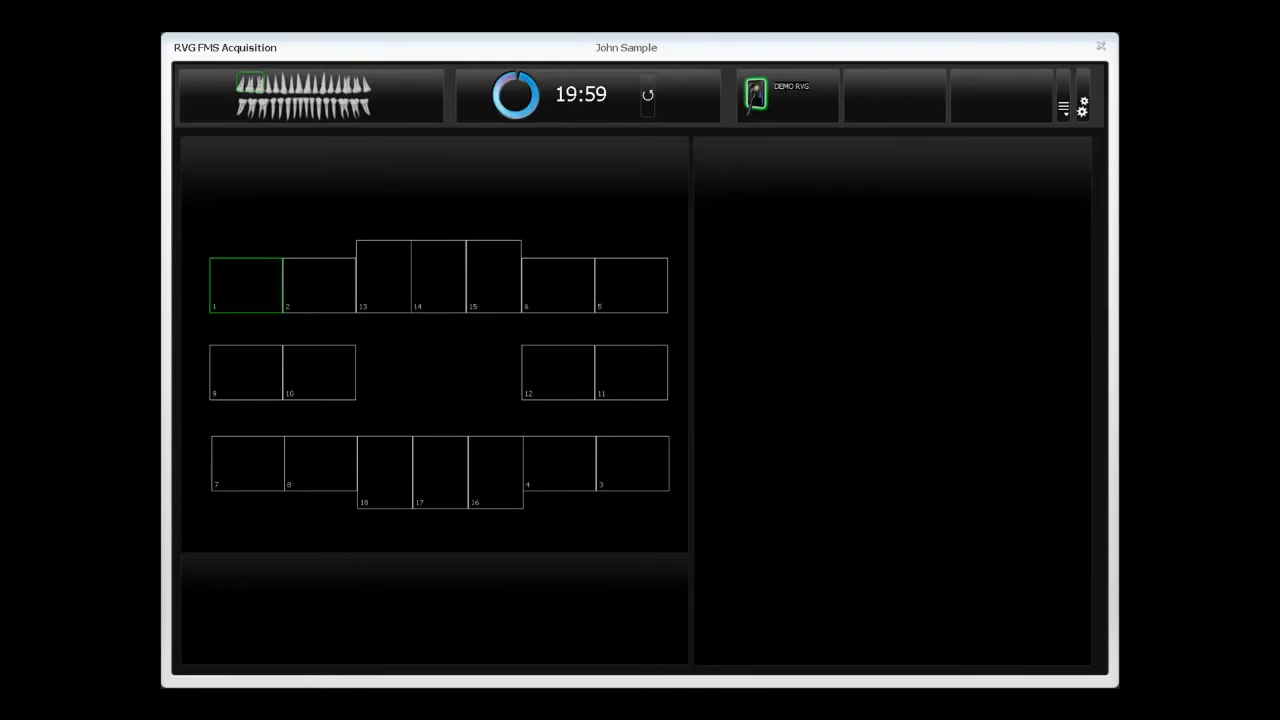 RVG FMS Acquisition
John Sample
19:59
DEMO RVG
1 2 13 14 15 6 5
9 10 12 11
7 8 18 17 16 4 3